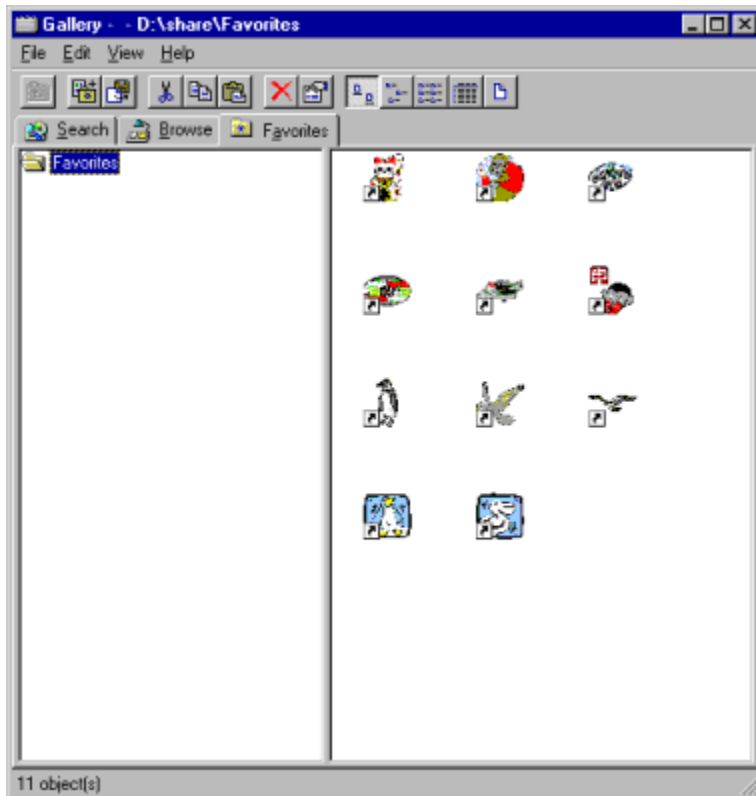 Gallery - - D:\share\Favorites
File Edit View Help
Search Browse Favorites
Favorites
11 object(s)